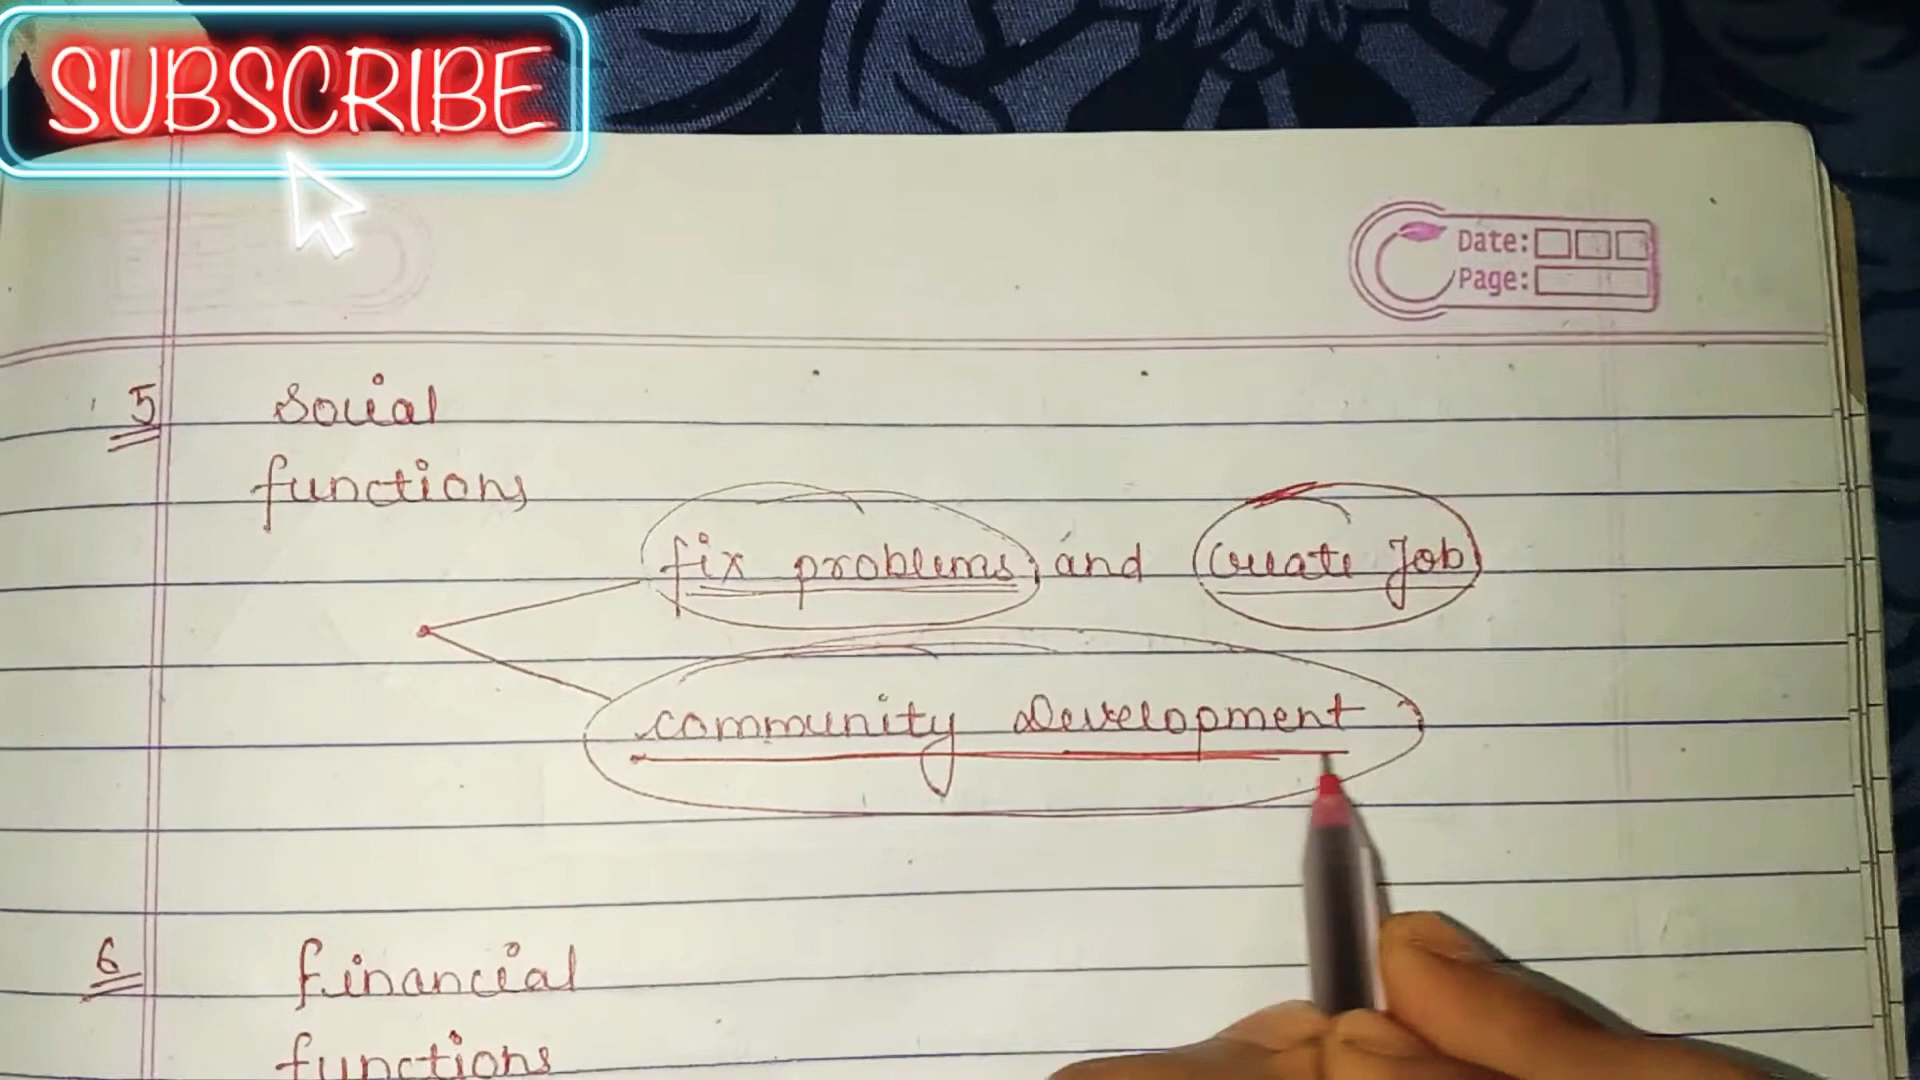 SUBSCRIBE
Date:
Page:
5 Social
functions
fix problems and Create Job
community Development
6 financial
functions